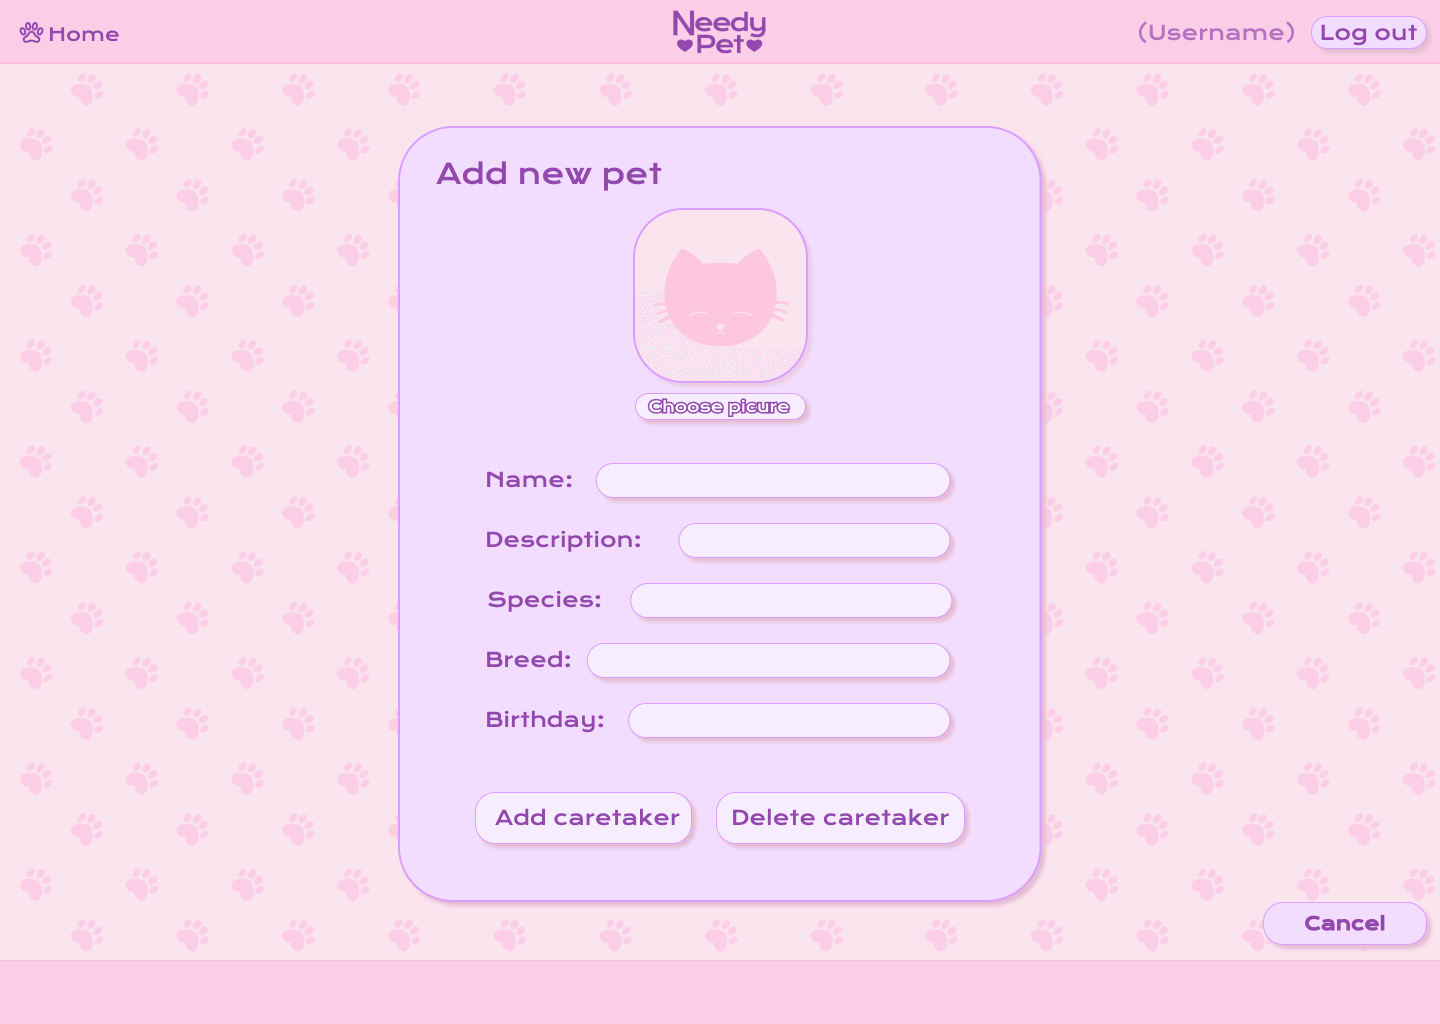 Home
Needy
Pet
(Username)
Log out
Add new pet
Choose picure
Name:
Description:
Species:
Breed:
Birthday:
Add caretaker
Delete caretaker
Cancel